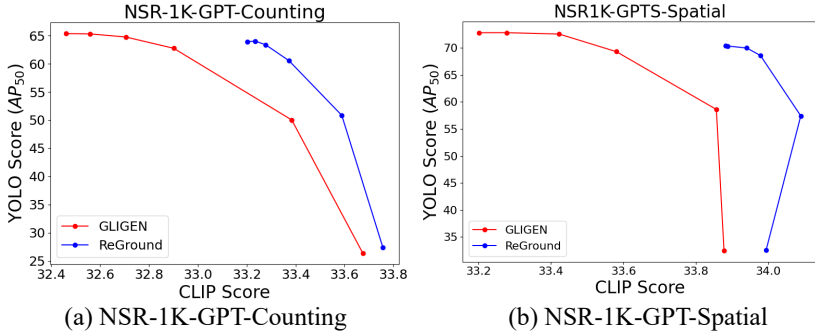 NSR-1K-GPT-Counting
YOLO Score (AP50)
65
60
55
50
45
40
35
30
25
GLIGEN
ReGround
32.4 32.6 32.8 33.0 33.2 33.4 33.6 33.8
CLIP Score
(a) NSR-1K-GPT-Counting
NSR1K-GPTS-Spatial
YOLO Score (AP50)
70
65
60
55
50
45
40
35
GLIGEN
ReGround
33.2 33.4 33.6 33.8 34.0
CLIP Score
(b) NSR-1K-GPT-Spatial